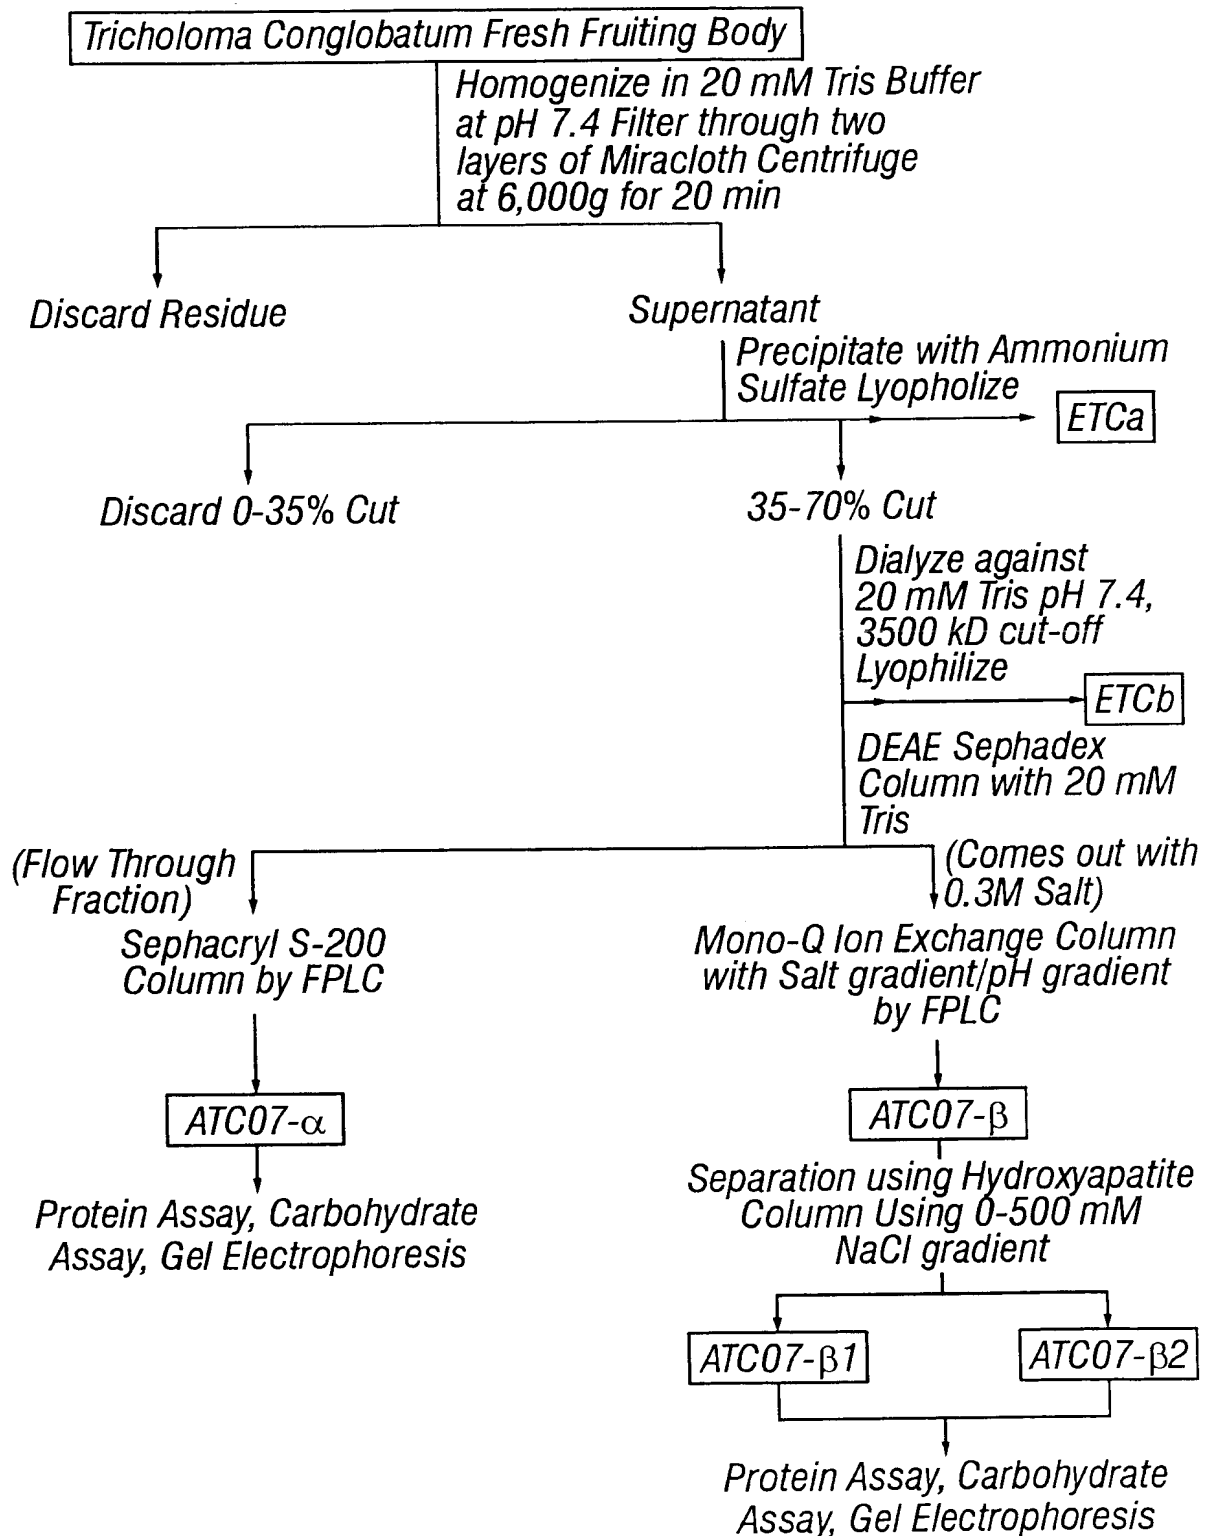 Tricholoma Conglobatum Fresh Fruiting Body
Homogenize in 20 mM Tris Buffer
at pH 7.4 Filter through two
layers of Miracloth Centrifuge
at 6,000g for 20 min
Discard Residue
Supernatant
Precipitate with Ammonium
Sulfate Lyopholize
ETCa
Discard 0-35% Cut
35-70% Cut
Dialyze against
20 mM Tris pH 7.4,
3500 kD cut-off
Lyophilize
ETCb
DEAE Sephadex
Column with 20 mM
Tris
(Flow Through
Fraction)
(Comes out with
0.3M Salt)
Sephacryl S-200
Column by FPLC
Mono-Q Ion Exchange Column
with Salt gradient/pH gradient
by FPLC
ATC07-α
ATC07-β
Protein Assay, Carbohydrate
Assay, Gel Electrophoresis
Separation using Hydroxyapatite
Column Using 0-500 mM
NaCl gradient
ATC07-β1
ATC07-β2
Protein Assay, Carbohydrate
Assay, Gel Electrophoresis